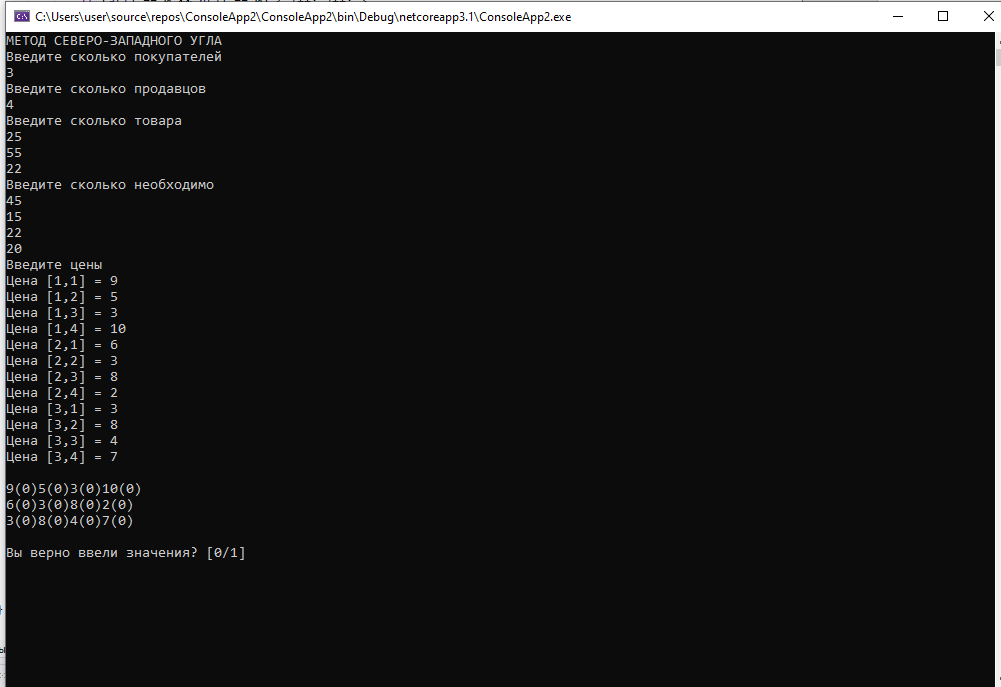 C:\Users\user\source\repos\ConsoleApp2\ConsoleApp2\bin\Debug\netcoreapp3.1\ConsoleApp2.exe
МЕТОД СЕВЕРО-ЗАПАДНОГО УГЛА
Введите сколько покупателей
3
Введите сколько продавцов
4
Введите сколько товара
25
55
22
Введите сколько необходимо
45
15
22
20
Введите цены
Цена [1,1] = 9
Цена [1,2] = 5
Цена [1,3] = 3
Цена [1,4] = 10
Цена [2,1] = 6
Цена [2,2] = 3
Цена [2,3] = 8
Цена [2,4] = 2
Цена [3,1] = 3
Цена [3,2] = 8
Цена [3,3] = 4
Цена [3,4] = 7
9(0)5(0)3(0)10(0)
6(0)3(0)8(0)2(0)
3(0)8(0)4(0)7(0)
Вы верно ввели значения? [0/1]